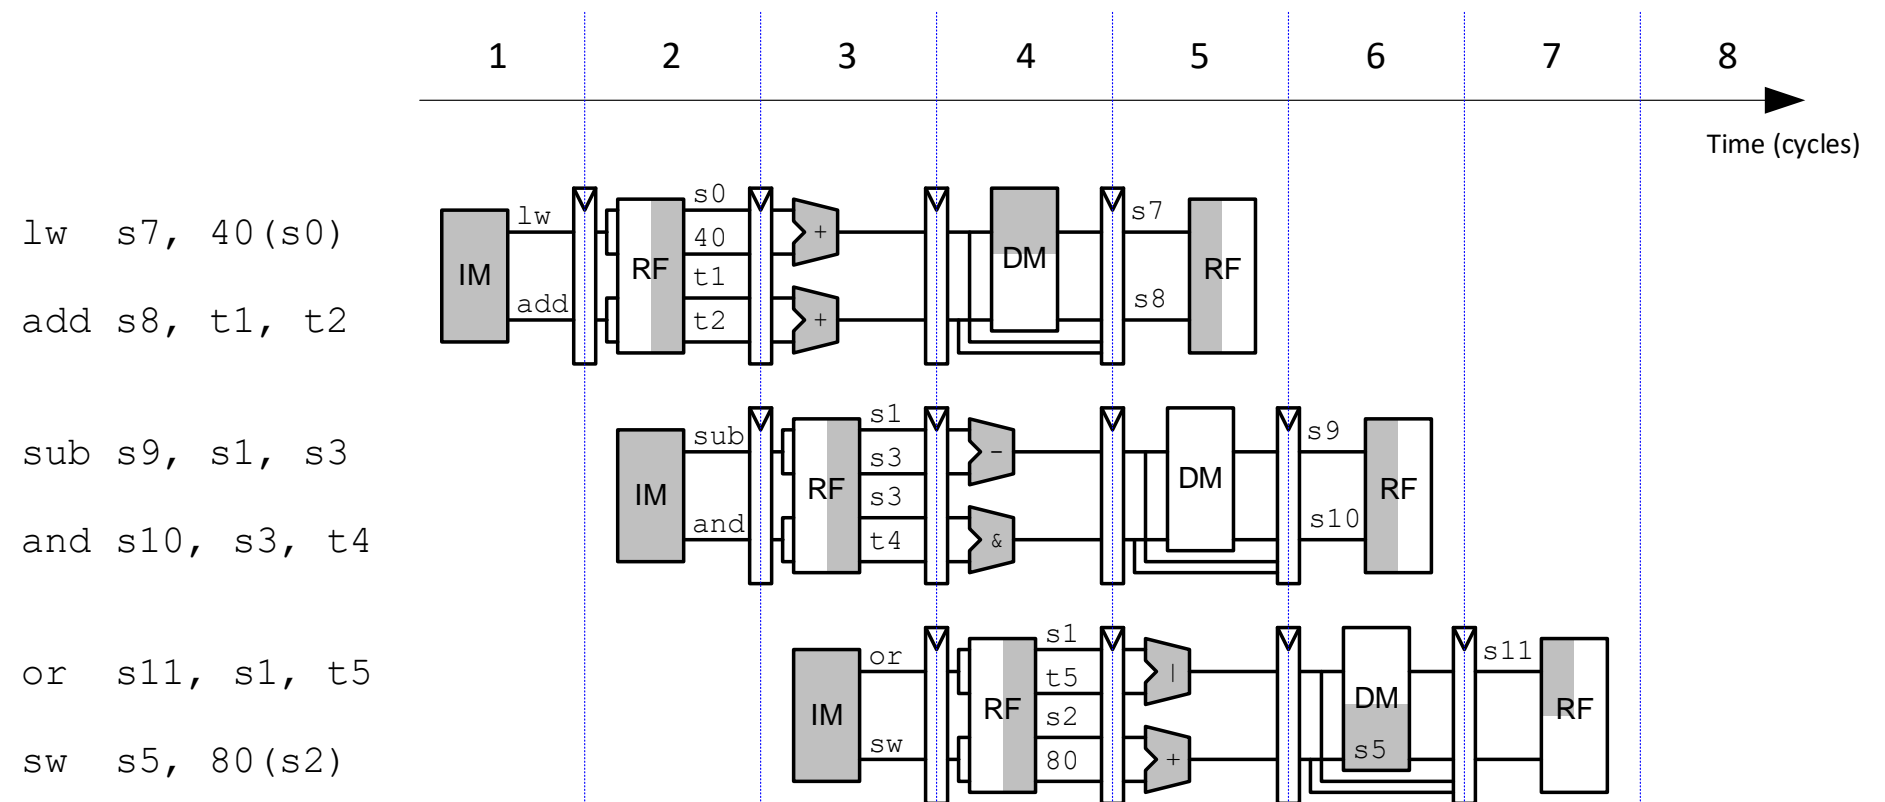 1 2 3 4 5 6 7 8
Time (cycles)
lw s7, 40(s0)
add s8, t1, t2
sub s9, s1, s3
and s10, s3, t4
or s11, s1, t5
sw s5, 80(s2)
IM lw add RF s0 40 t1 t2 + + DM s7 s8 RF
IM sub and RF s1 s3 s3 t4 - & DM s9 s10 RF
IM or sw RF s1 t5 s2 80 | + DM s5 s11 RF